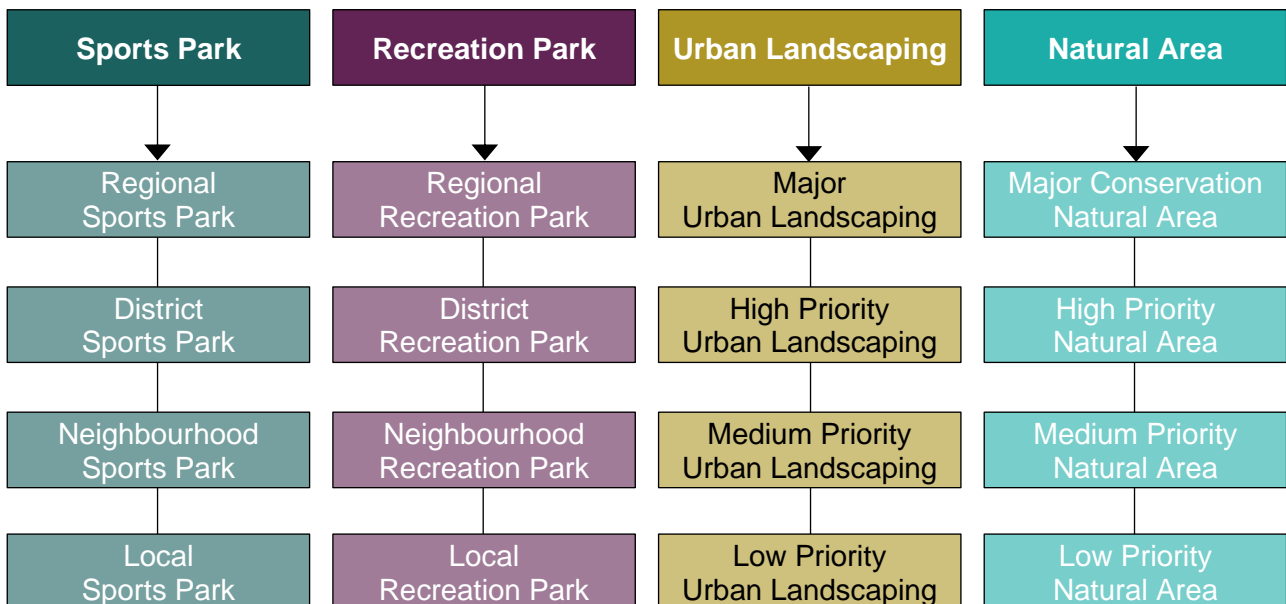 Sports Park
Recreation Park
Urban Landscaping
Natural Area
Regional
Sports Park
Regional
Recreation Park
Major
Urban Landscaping
Major Conservation
Natural Area
District
Sports Park
District
Recreation Park
High Priority
Urban Landscaping
High Priority
Natural Area
Neighbourhood
Sports Park
Neighbourhood
Recreation Park
Medium Priority
Urban Landscaping
Medium Priority
Natural Area
Local
Sports Park
Local
Recreation Park
Low Priority
Urban Landscaping
Low Priority
Natural Area